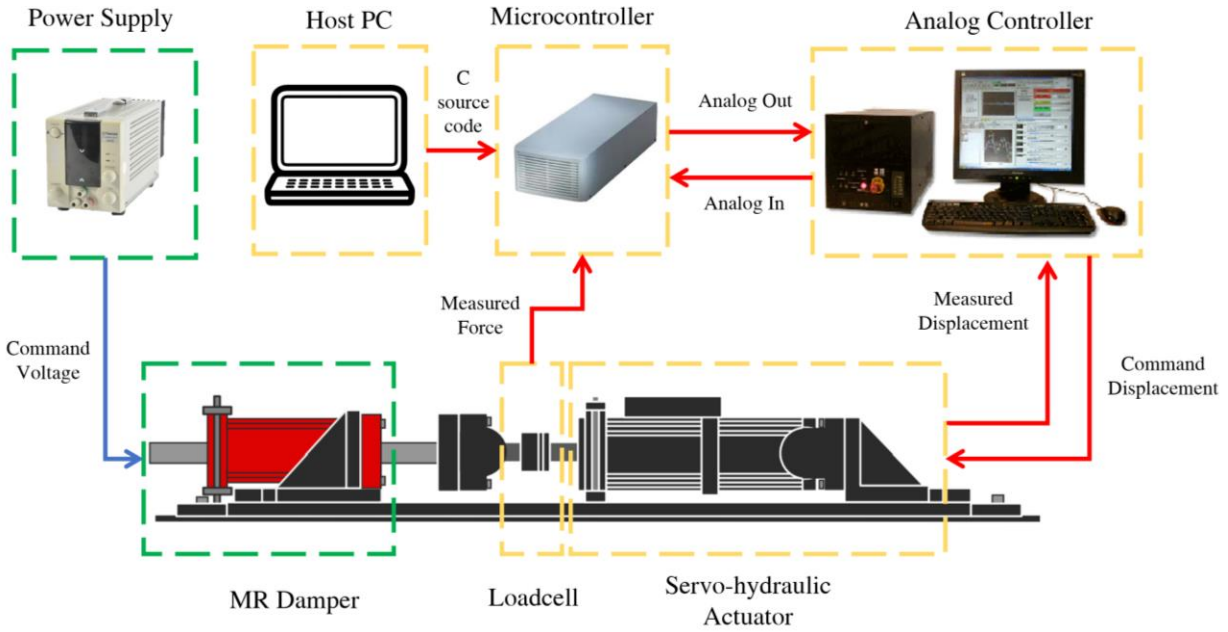 Power Supply
Host PC
Microcontroller
Analog Controller
C
source
code
Analog Out
Analog In
Measured
Force
Measured
Displacement
Command
Voltage
Command
Displacement
MR Damper
Loadcell
Servo-hydraulic
Actuator